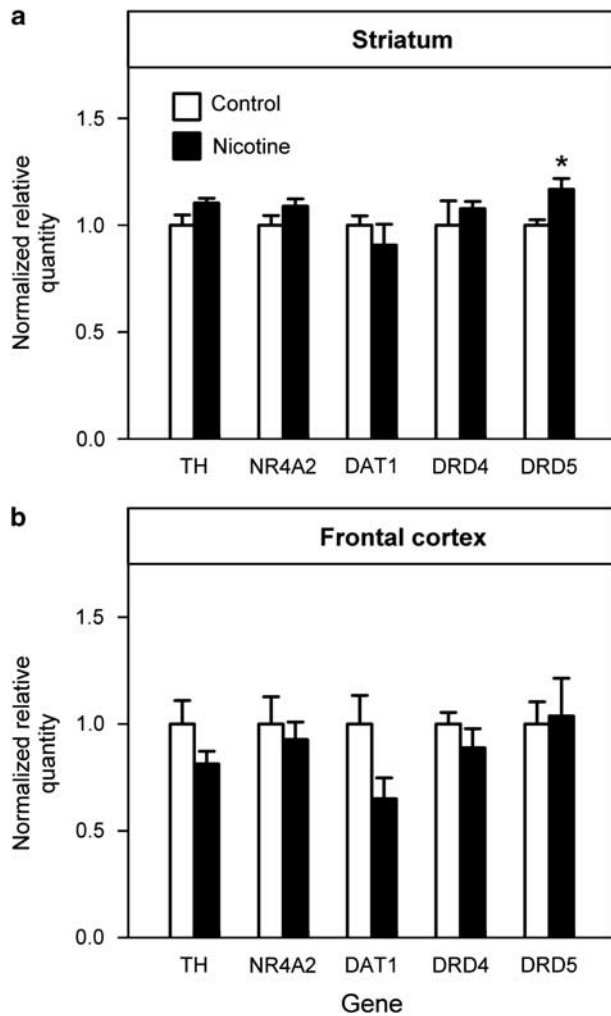 a
Striatum
Control
Nicotine
*
Normalized relative
quantity
1.5
1.0
0.5
0.0
TH NR4A2 DAT1 DRD4 DRD5
b
Frontal cortex
Normalized relative
quantity
1.5
1.0
0.5
0.0
TH NR4A2 DAT1 DRD4 DRD5
Gene